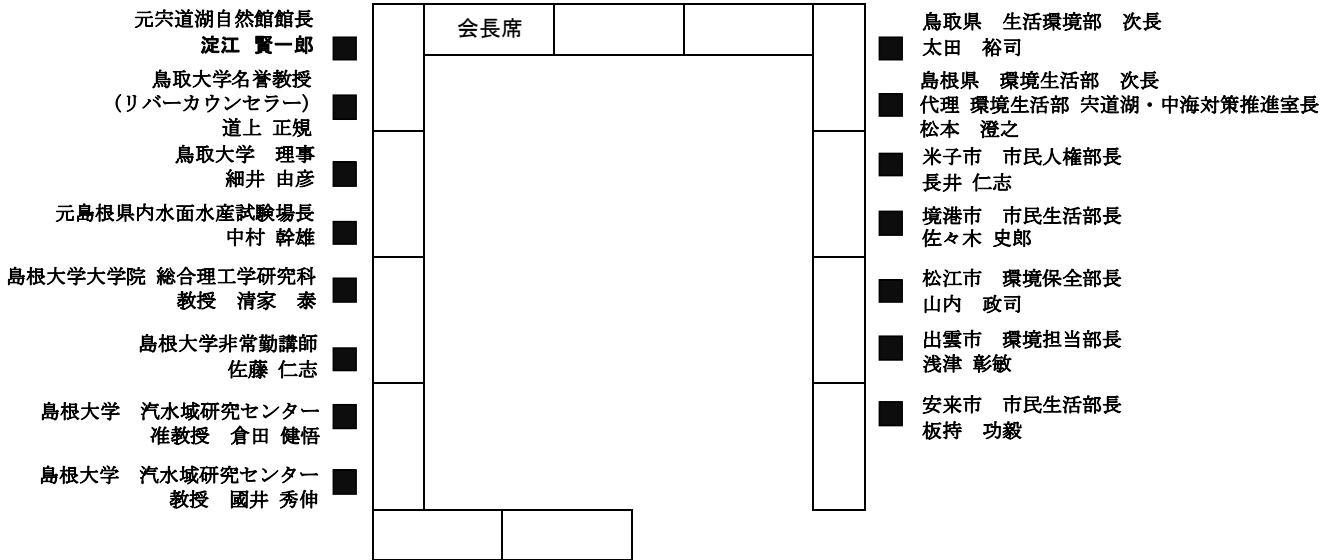 元宍道湖自然館館長
淀江 賢一郎
鳥取大学名誉教授
(リバーカウンセラー)
道上 正規
鳥取大学 理事
細井 由彦
元島根県内水面水産試験場長
中村 幹雄
島根大学大学院 総合理工学研究科
教授 清家 泰
島根大学非常勤講師
佐藤 仁志
島根大学 汽水域研究センター
准教授 倉田 健悟
島根大学 汽水域研究センター
教授 國井 秀伸
会長席
鳥取県 生活環境部 次長
太田 裕司
島根県 環境生活部 次長
代理 環境生活部 宍道湖・中海対策推進室長
松本 澄之
米子市 市民人権部長
長井 仁志
境港市 市民生活部長
佐々木 史郎
松江市 環境保全部長
山内 政司
出雲市 環境担当部長
浅津 彰敏
安来市 市民生活部長
板持 功毅